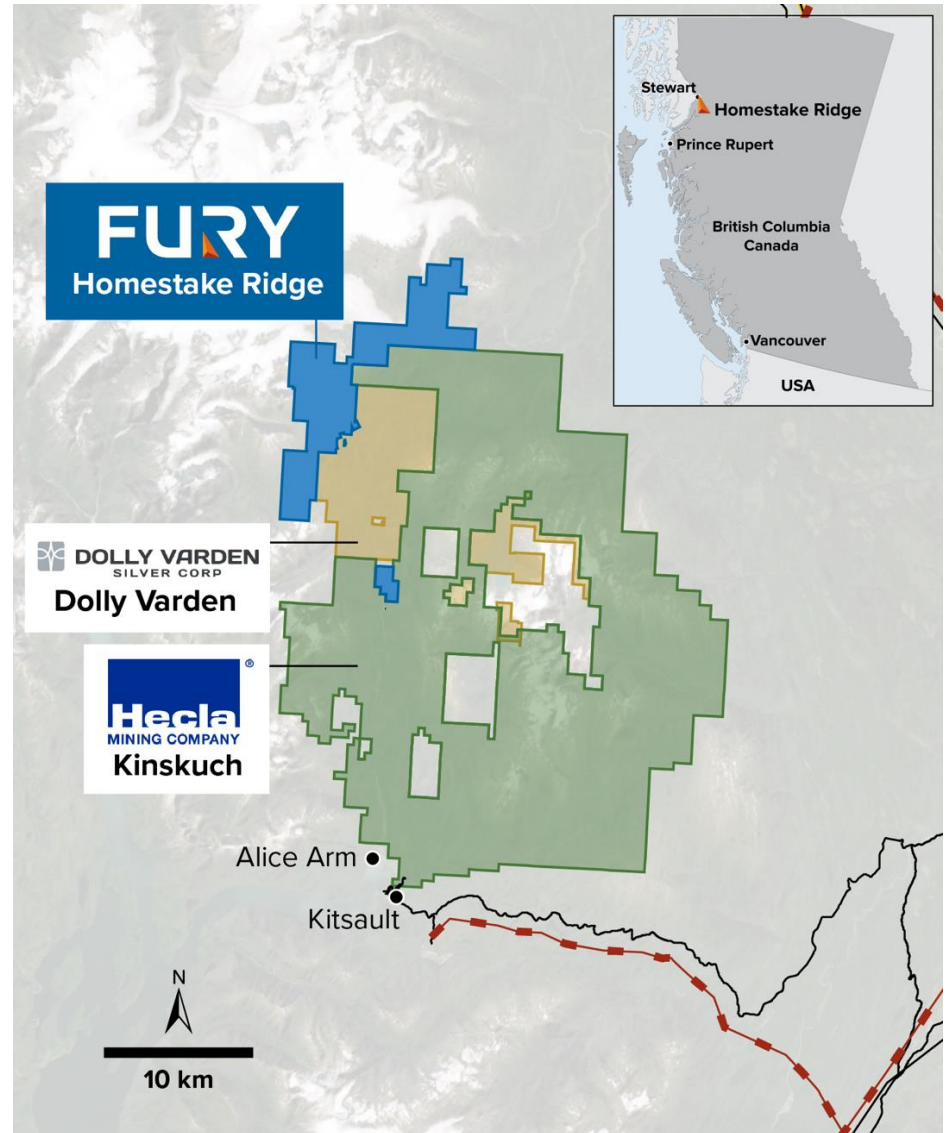 FURY
Homestake Ridge
DOLLY VARDEN
SILVER CORP
Dolly Varden
Hecla®
MINING COMPANY
Kinskuch
Alice Arm
Kitsault
N
10 km
Stewart
Homestake Ridge
Prince Rupert
British Columbia
Canada
Vancouver
USA